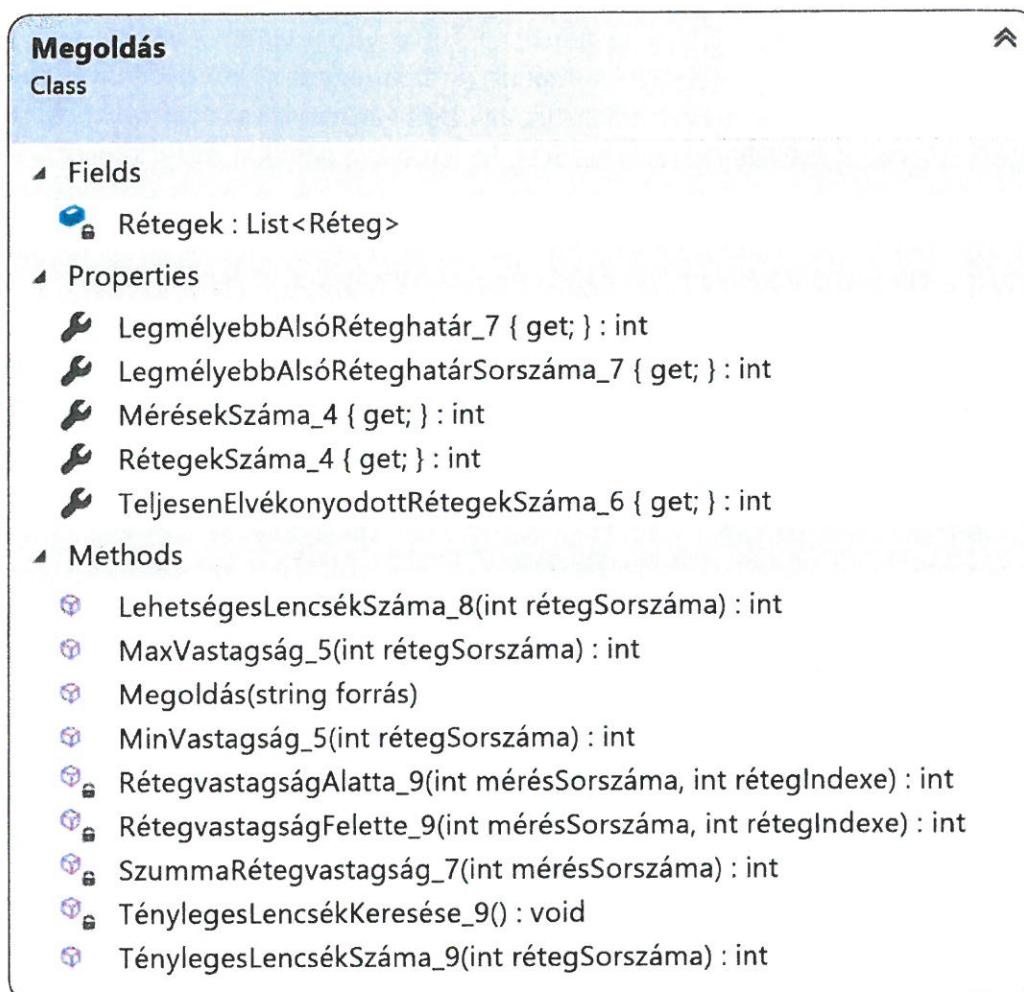 Megoldás
Class
Fields
Rétegek : List<Réteg>
Properties
LegmélyebbAlsóRéteghatár_7 { get; } : int
LegmélyebbAlsóRéteghatárSorszáma_7 { get; } : int
MérésekSzáma_4 { get; } : int
RétegekSzáma_4 { get; } : int
TeljesenElvékonyodottRétegekSzáma_6 { get; } : int
Methods
LehetségesLencsékSzáma_8(int rétegSorszáma) : int
MaxVastagság_5(int rétegSorszáma) : int
Megoldás(string forrás)
MinVastagság_5(int rétegSorszáma) : int
RétegvastagságAlatta_9(int mérésSorszáma, int rétegIndexe) : int
RétegvastagságFelette_9(int mérésSorszáma, int rétegIndexe) : int
SzummaRétegvastagság_7(int mérésSorszáma) : int
TénylegesLencsékKeresése_9() : void
TénylegesLencsékSzáma_9(int rétegSorszáma) : int